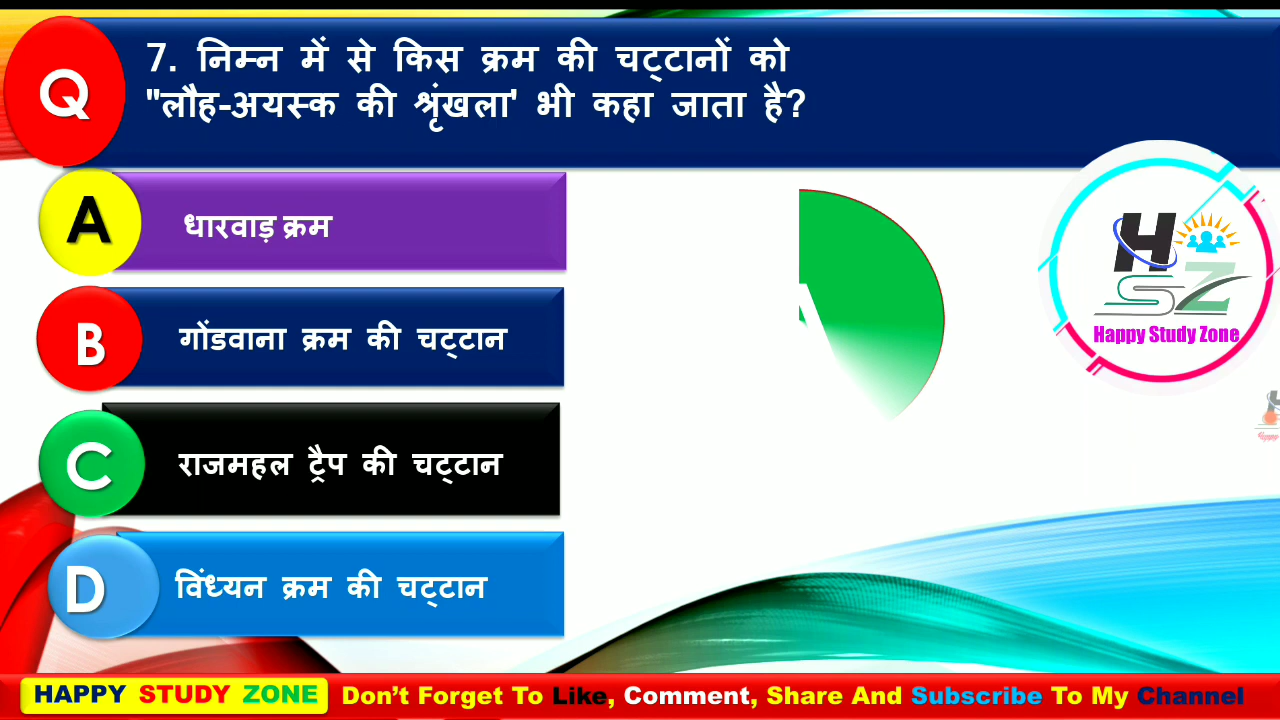 Q
7. निम्न में से किस क्रम की चट्टानों को
"लौह-अयस्क की श्रृंखला' भी कहा जाता है?
A धारवाड़ क्रम
B गोंडवाना क्रम की चट्टान
C राजमहल ट्रैप की चट्टान
D विंध्यन क्रम की चट्टान
HSZ
Happy Study Zone
HAPPY STUDY ZONE Don't Forget To Like, Comment, Share And Subscribe To My Channel